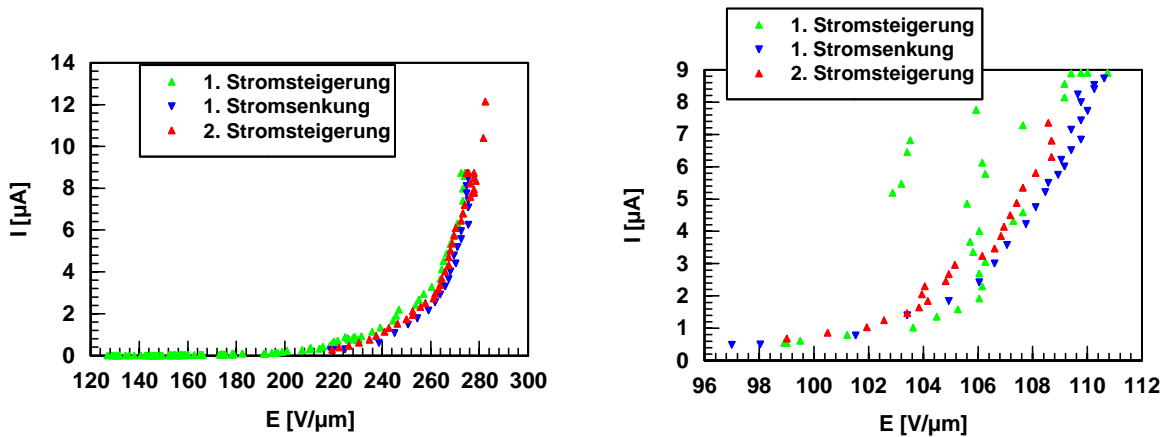 1. Stromsteigerung
1. Stromsenkung
2. Stromsteigerung
14
12
10
8
6
4
2
0
I [µA]
120 140 160 180 200 220 240 260 280 300
E [V/µm]
1. Stromsteigerung
1. Stromsenkung
2. Stromsteigerung
9
8
7
6
5
4
3
2
1
0
I [µA]
96 98 100 102 104 106 108 110 112
E [V/µm]